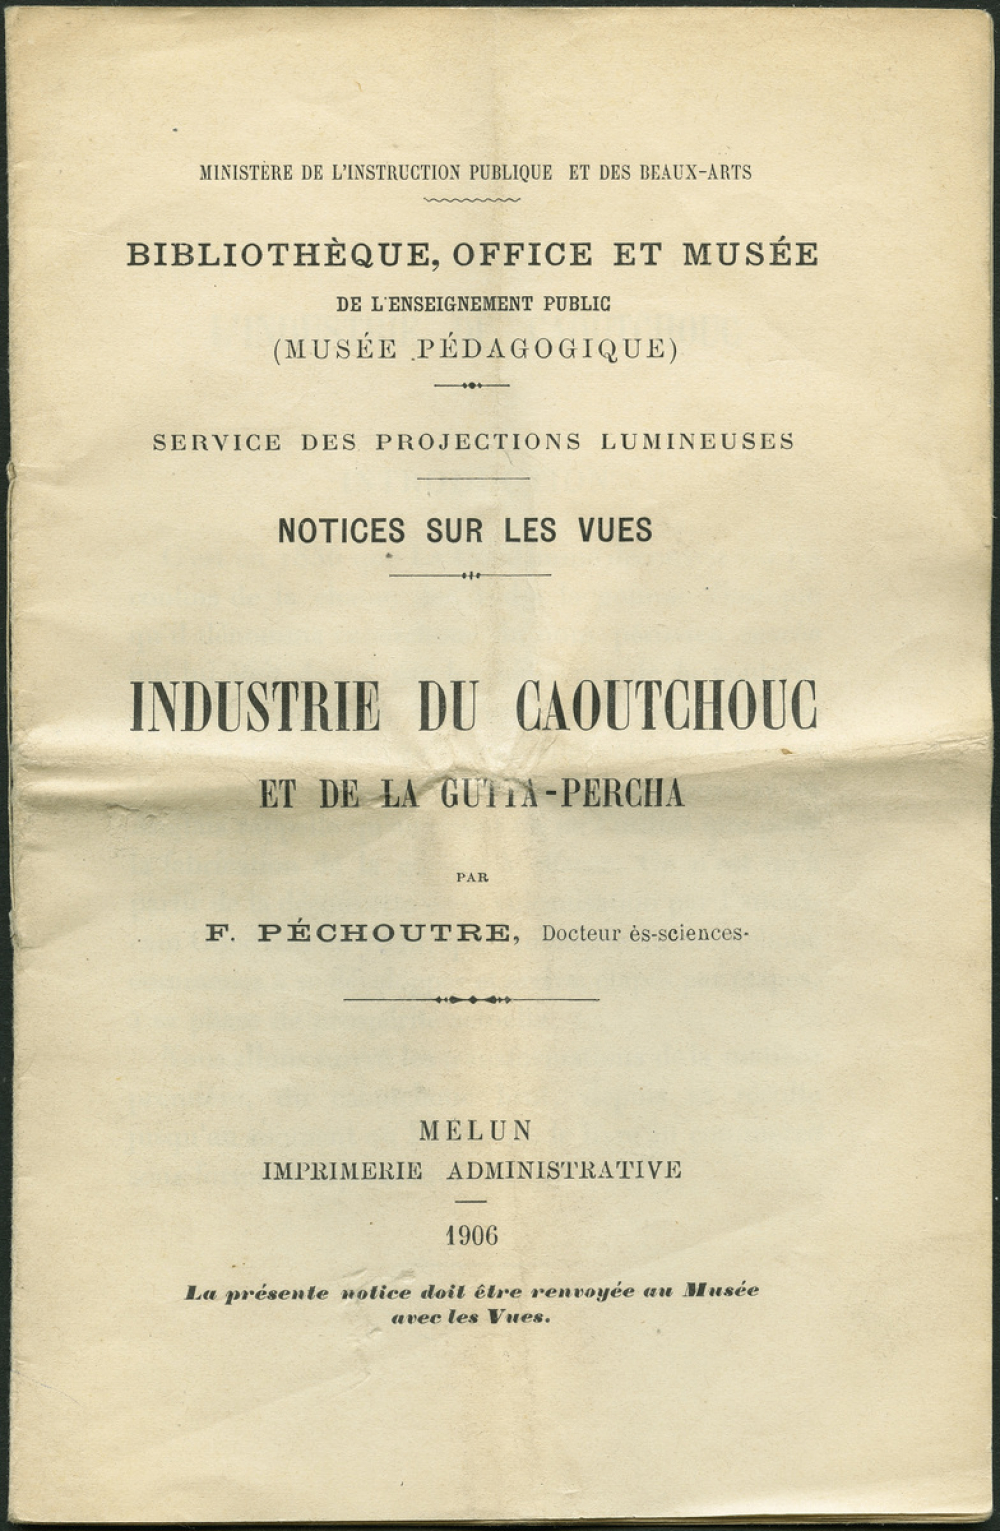 MINISTÈRE DE L'INSTRUCTION PUBLIQUE ET DES BEAUX-ARTS
BIBLIOTHÈQUE, OFFICE ET MUSÉE
DE L'ENSEIGNEMENT PUBLIC
(MUSÉE PÉDAGOGIQUE)
SERVICE DES PROJECTIONS LUMINEUSES
NOTICES SUR LES VUES
INDUSTRIE DU CAOUTCHOUC
ET DE LA GUTTA-PERCHA
PAR
F. PÉCHOUTRE, Docteur ès-sciences-
MELUN
IMPRIMERIE ADMINISTRATIVE
1906
La présente notice doit être renvoyée au Musée
avec les Vues.